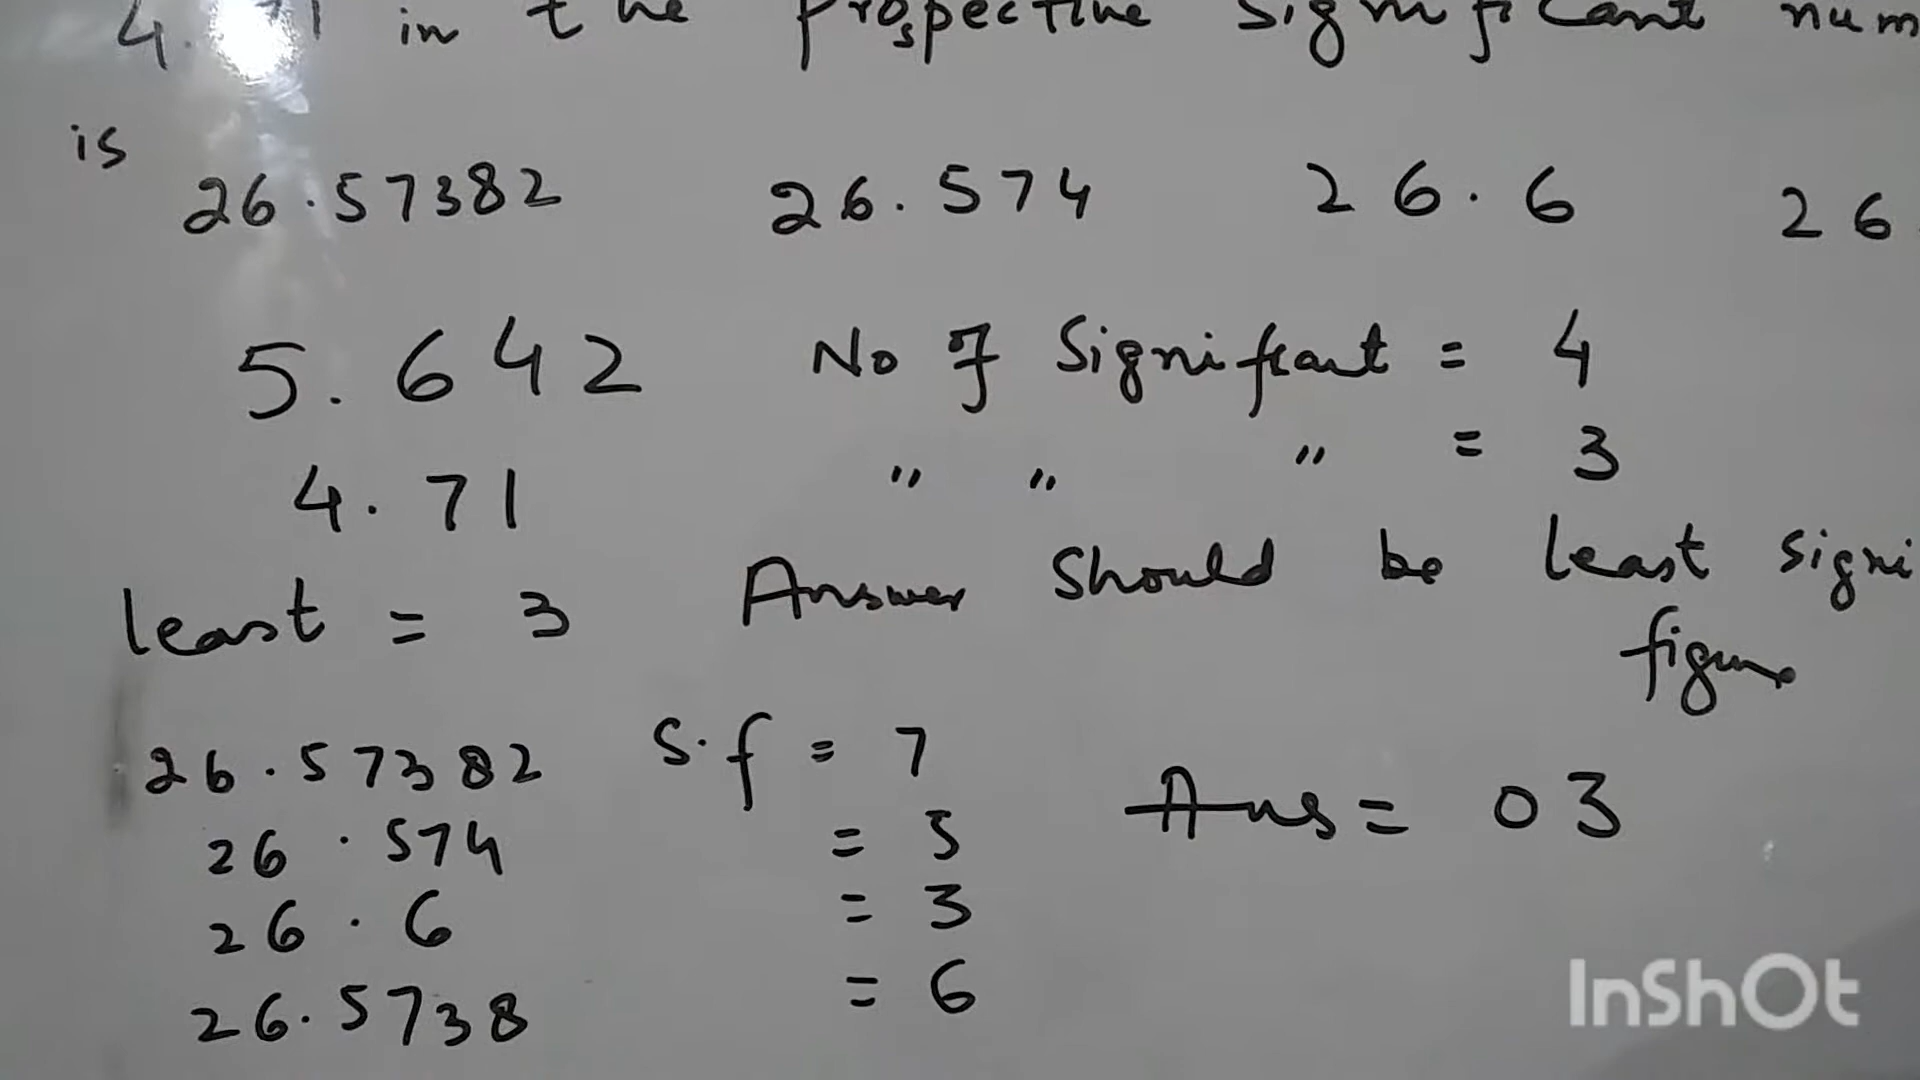 in the Prospective Significant num
is
26.57382 26.574 26.6 26
5.642 No of Significant = 4
4.71 " " " = 3
least = 3 Answer Should be least signi
figure
26.57382 S.f = 7
26.574 = 5 Ans = 03
26.6 = 3
26.5738 = 6
InShOt